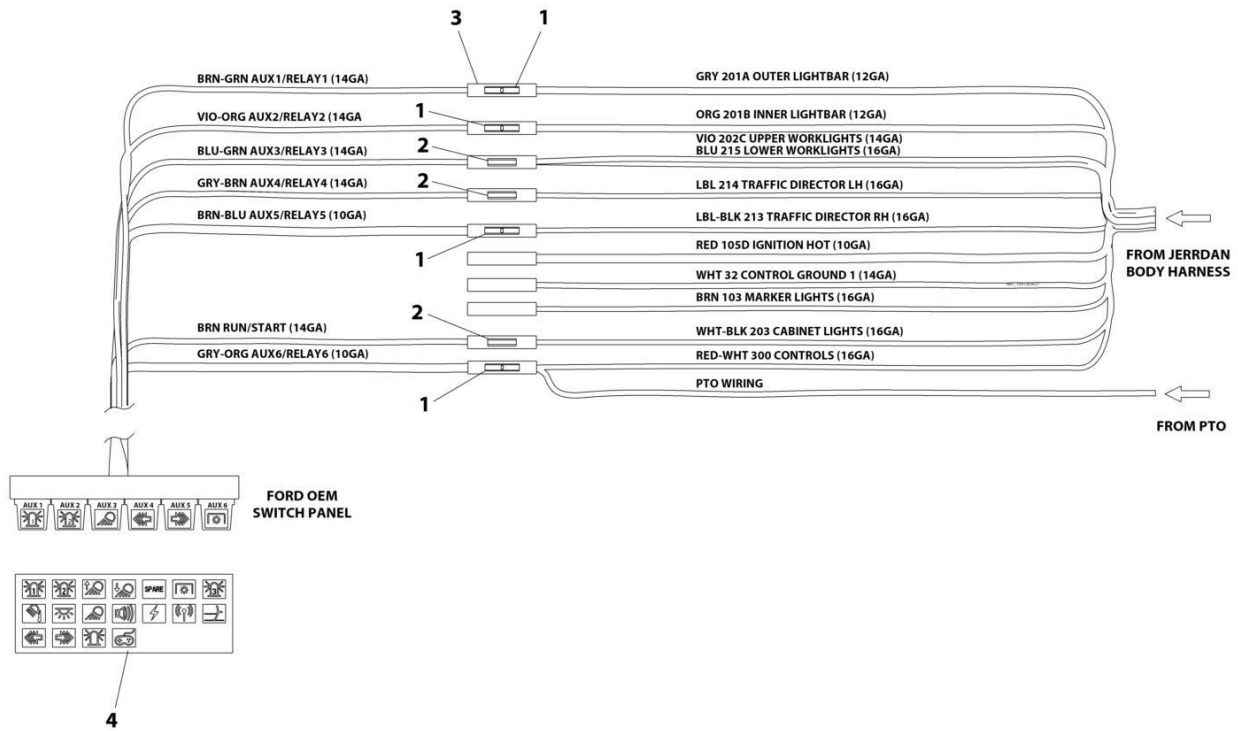 3 1
BRN-GRN AUX1/RELAY1 (14GA)
GRY 201A OUTER LIGHTBAR (12GA)
1
VIO-ORG AUX2/RELAY2 (14GA
ORG 201B INNER LIGHTBAR (12GA)
2
BLU-GRN AUX3/RELAY3 (14GA)
VIO 202C UPPER WORKLIGHTS (14GA)
BLU 215 LOWER WORKLIGHTS (16GA)
2
GRY-BRN AUX4/RELAY4 (14GA)
LBL 214 TRAFFIC DIRECTOR LH (16GA)
BRN-BLU AUX5/RELAY5 (10GA)
LBL-BLK 213 TRAFFIC DIRECTOR RH (16GA)
1
RED 105D IGNITION HOT (10GA)
FROM JERRDAN
BODY HARNESS
WHT 32 CONTROL GROUND 1 (14GA)
BRN 103 MARKER LIGHTS (16GA)
2
BRN RUN/START (14GA)
WHT-BLK 203 CABINET LIGHTS (16GA)
GRY-ORG AUX6/RELAY6 (10GA)
RED-WHT 300 CONTROLS (16GA)
1
PTO WIRING
FROM PTO
FORD OEM
SWITCH PANEL
AUX 1 AUX 2 AUX 3 AUX 4 AUX 5 AUX 6
1 2
1 2 SPARE 3
4